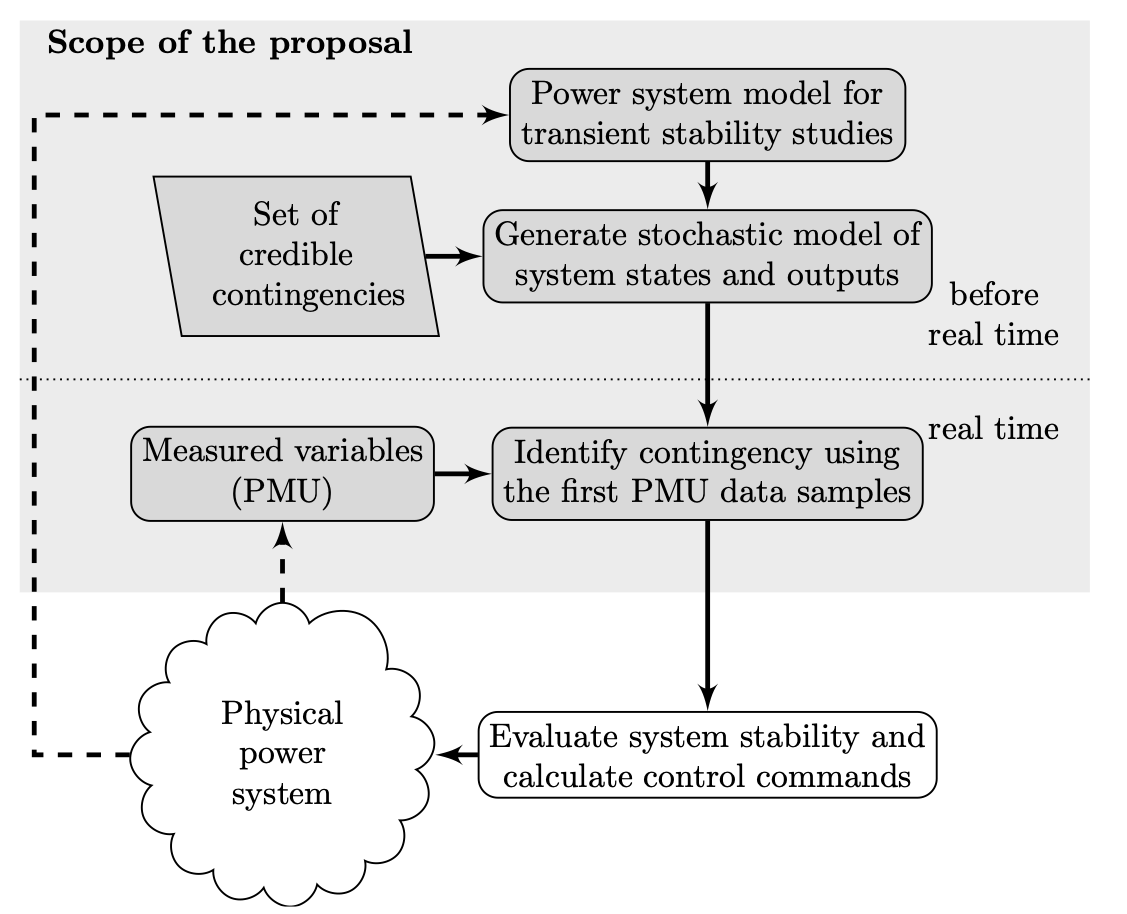 Scope of the proposal
Power system model for
transient stability studies
Set of
credible
contingencies
Generate stochastic model of
system states and outputs
before
real time
real time
Measured variables
(PMU)
Identify contingency using
the first PMU data samples
Physical
power
system
Evaluate system stability and
calculate control commands